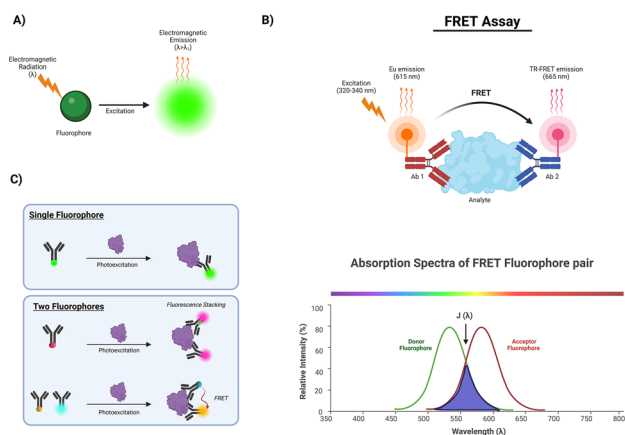 A)
Electromagnetic
Emission
(λ>λ₁)
Electromagnetic
Radiation
(λ)
Excitation
Fluorophore
B)
FRET Assay
Eu emission
(615 nm)
TR-FRET emission
(665 nm)
Excitation
(320-340 nm)
FRET
Ab 1
Ab 2
Analyte
C)
Single Fluorophore
Photoexcitation
Two Fluorophores
Fluorescence Stacking
Photoexcitation
FRET
Photoexcitation
Absorption Spectra of FRET Fluorophore pair
J (λ)
Donor
Fluorophore
Acceptor
Fluorophore
Relative Intensity (%)
100
80
60
40
20
0
350
400
450
500
550
600
650
700
750
800
Wavelength (λ)